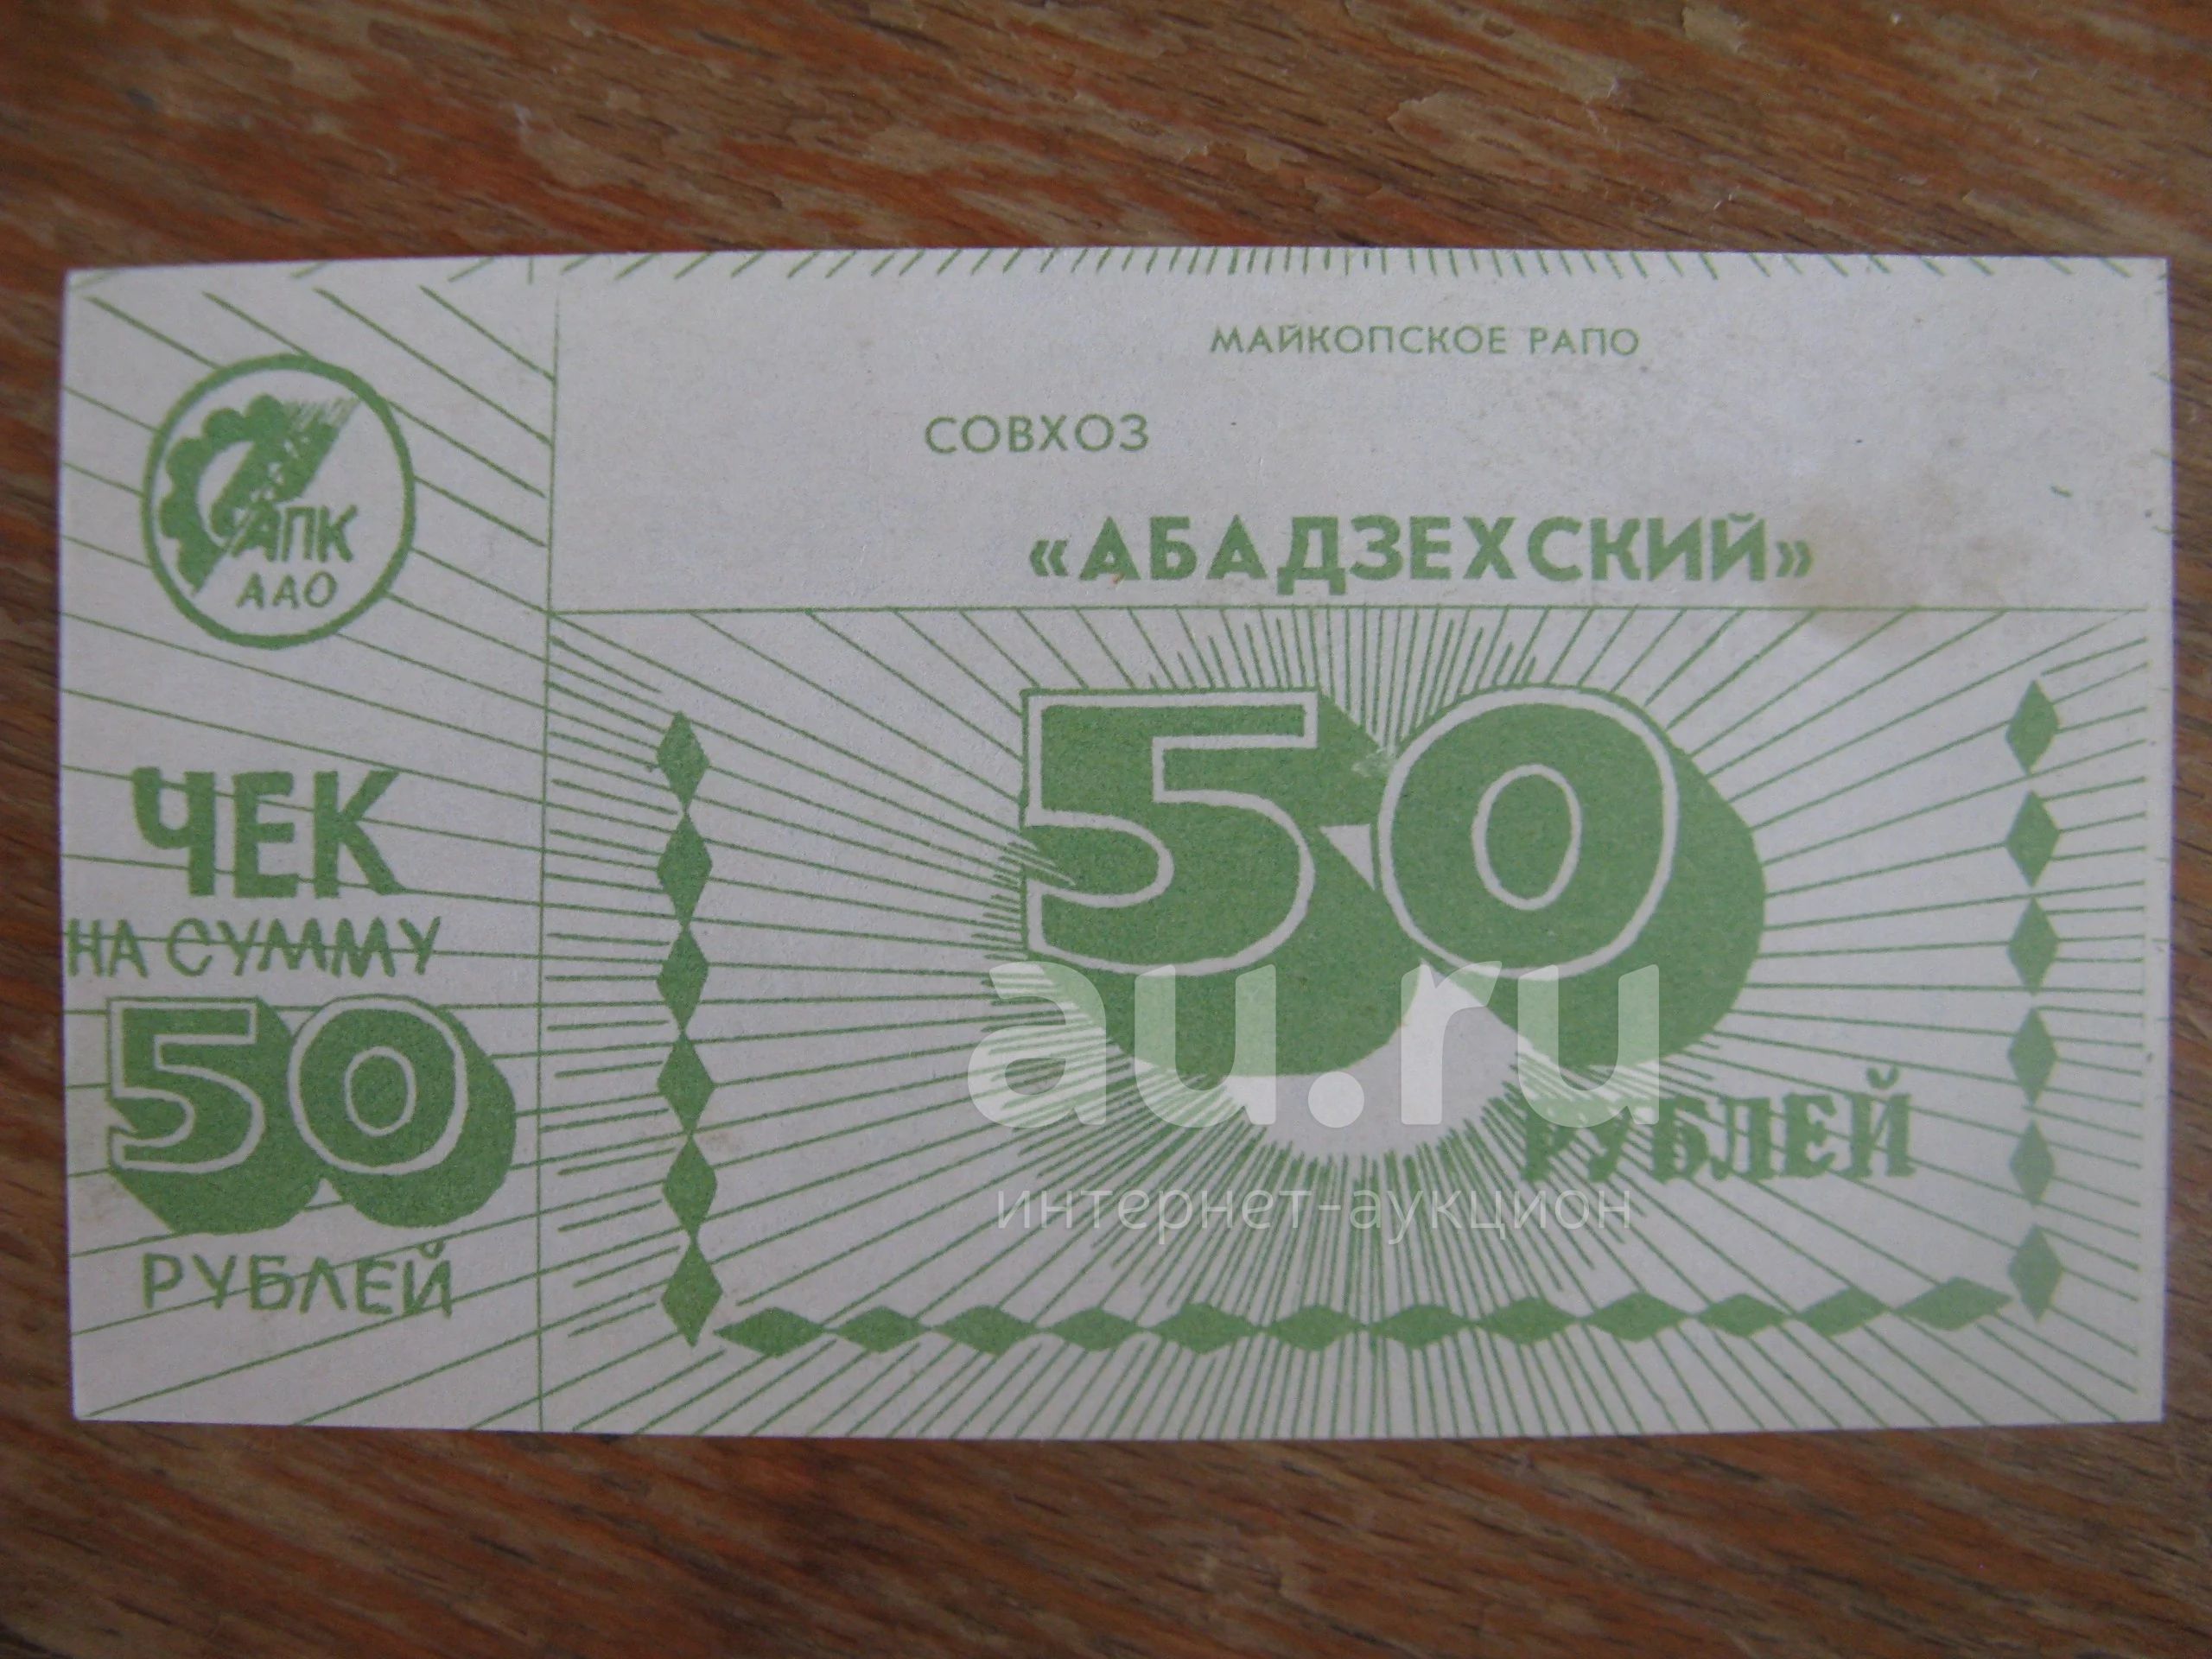 МАЙКОПСКОЕ РАПО
СОВХОЗ
«АБАДЗЕХСКИЙ»
АПК
ААО
ЧЕК
НА СУММУ
50
РУБЛЕЙ
50
РУБЛЕЙ
au.ru
интернет-аукцион